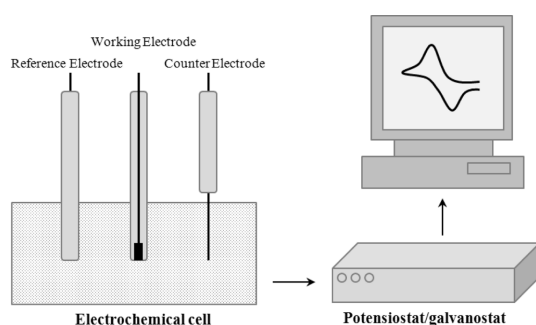 Working Electrode
Reference Electrode
Counter Electrode
Electrochemical cell
Potensiostat/galvanostat